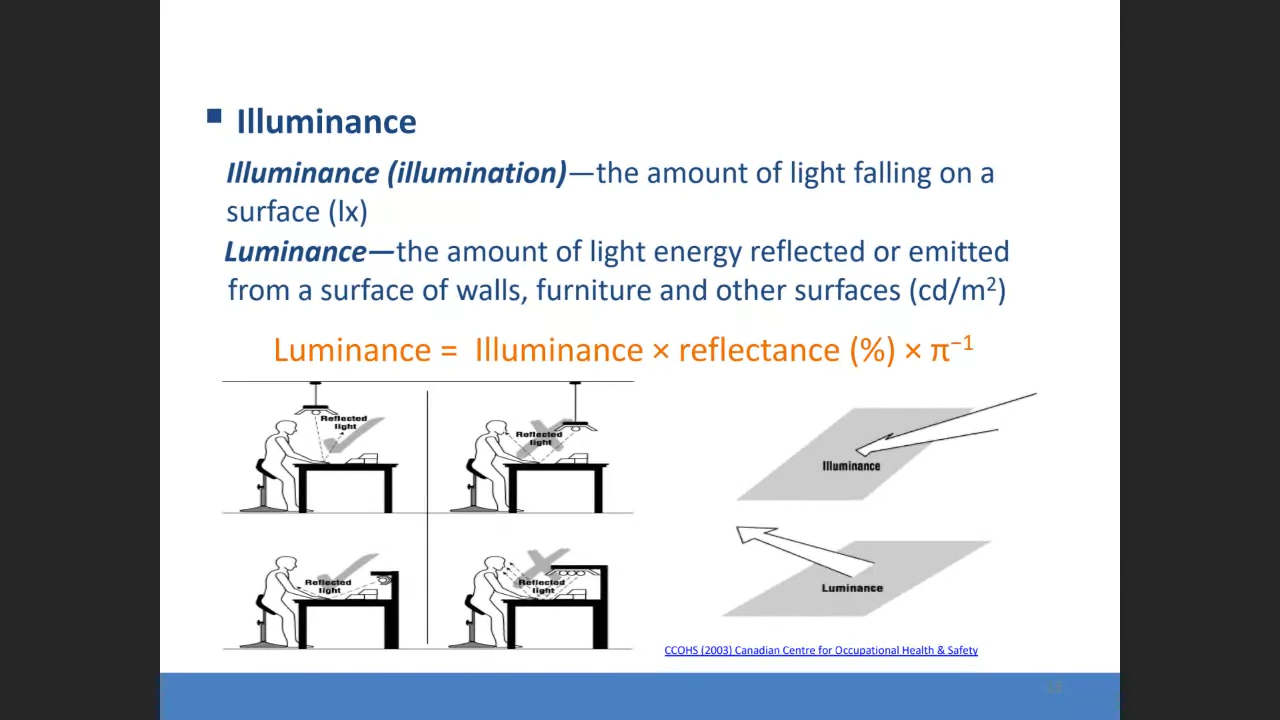 Illuminance
Illuminance (illumination)—the amount of light falling on a
surface (lx)
Luminance—the amount of light energy reflected or emitted
from a surface of walls, furniture and other surfaces (cd/m²)
Luminance = Illuminance × reflectance (%) × π⁻¹
Reflected
light
Reflected
light
Reflected
light
Reflected
light
Illuminance
Luminance
CCOHS (2003) Canadian Centre for Occupational Health & Safety